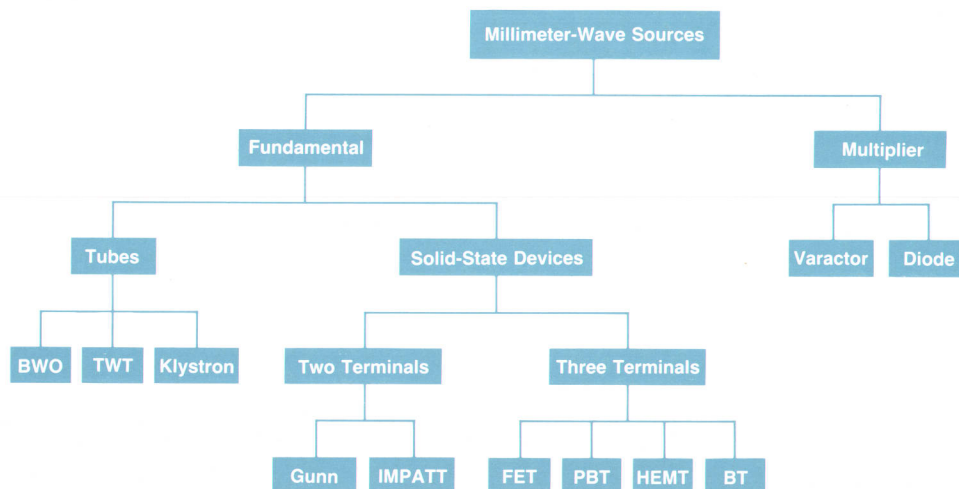 Millimeter-Wave Sources
Fundamental
Multiplier
Tubes
Solid-State Devices
Varactor
Diode
BWO
TWT
Klystron
Two Terminals
Three Terminals
Gunn
IMPATT
FET
PBT
HEMT
BT